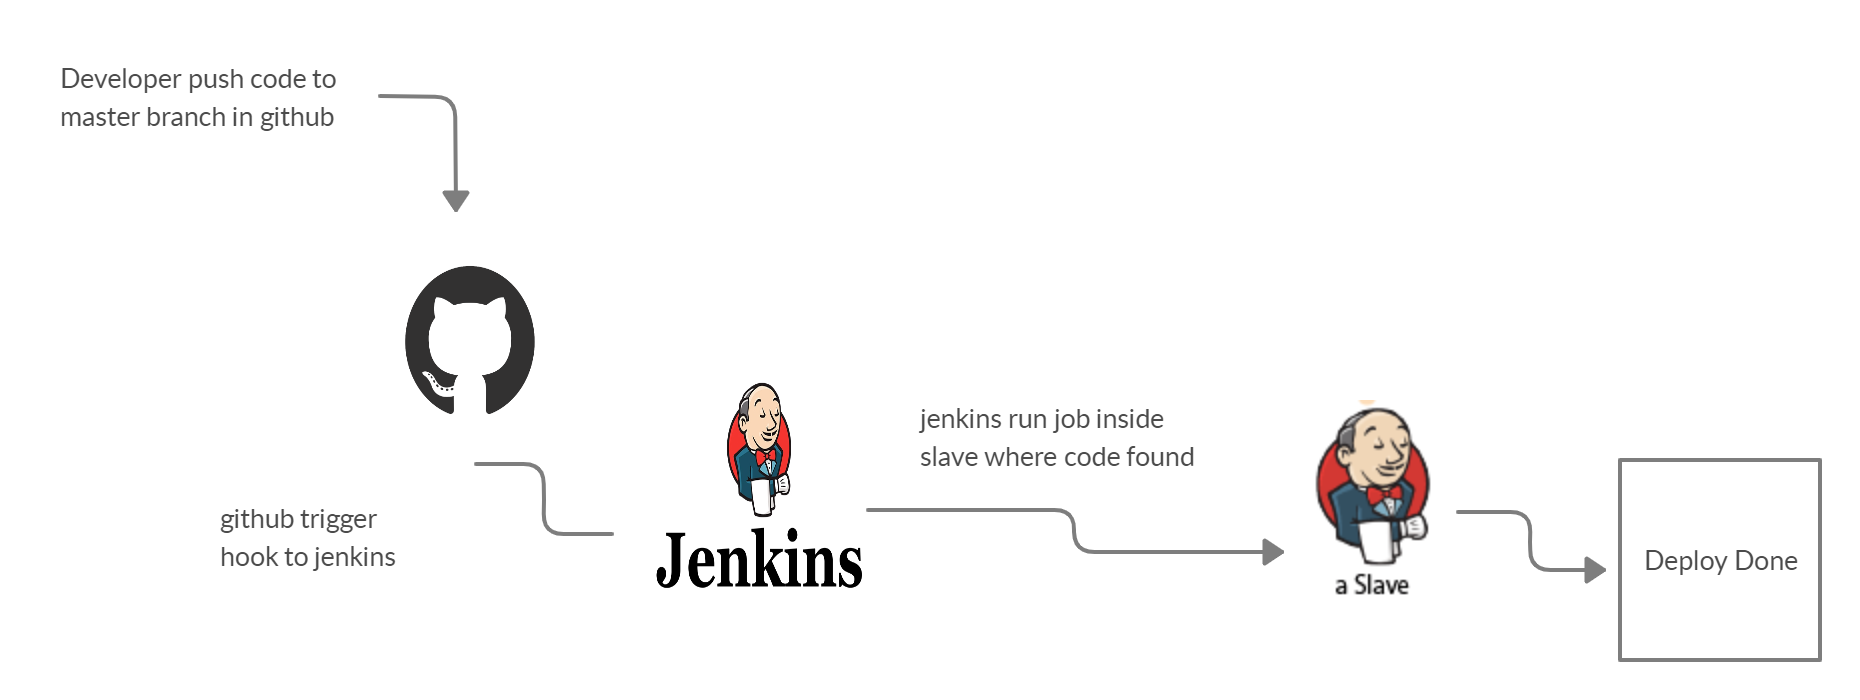 Developer push code to
master branch in github
github trigger
hook to jenkins
Jenkins
jenkins run job inside
slave where code found
a Slave
Deploy Done